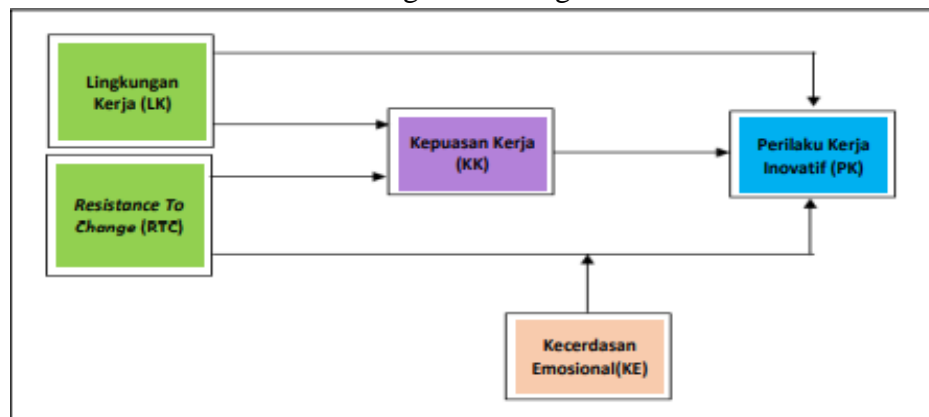 Lingkungan
Kerja (LK)
Kepuasan Kerja
(KK)
Perilaku Kerja
Inovatif (PK)
Resistance To
Change (RTC)
Kecerdasan
Emosional(KE)